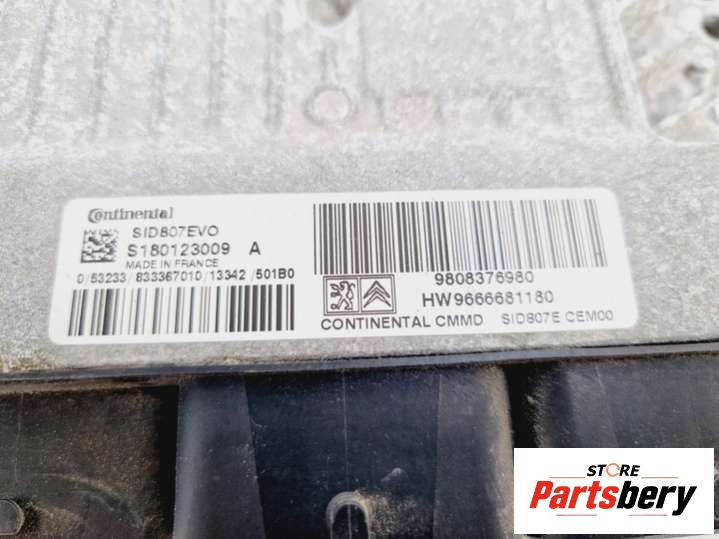 Continental
SID807EVO
S180123009 A
MADE IN FRANCE
0/53233/833367010/13342/501B0
9808376980
HW9666681180
CONTINENTAL CMMD SID807E CEM00
STORE
Partsbery